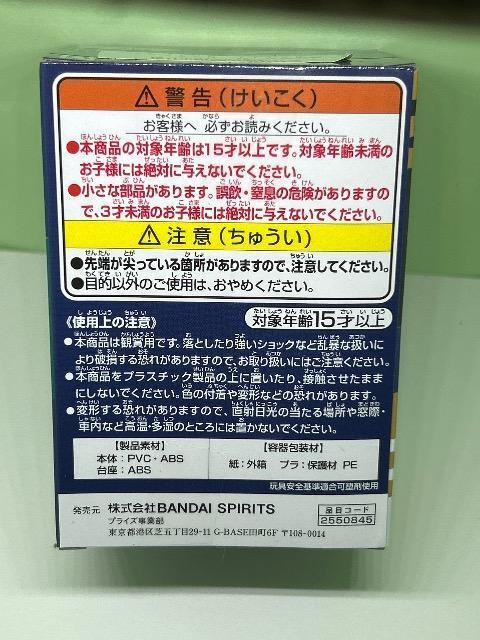 ⚠警告(けいこく)
お客様へ 必ずお読みください。
●本商品の対象年齢は15才以上です。対象年齢未満の
お子様には絶対に与えないでください。
●小さな部品があります。誤飲・窒息の危険がありますの
で、3才未満のお子様には絶対に与えないでください。
⚠注意(ちゅうい)
●先端が尖っている箇所がありますので、注意してください。
●目的以外のご使用は、おやめください。
《使用上の注意》
対象年齢15才以上
●本商品は観賞用です。落としたり強いショックなど乱暴な扱いに
より破損する恐れがありますので、お取り扱いにはご注意ください。
●本商品をプラスチック製品の上に置いたり、接触させたまま
にしないでください。色の付着や変形などの恐れがあります。
●変形する恐れがありますので、直射日光の当たる場所や窓際・
車内など高温・多湿のところには置かないでください。
【製品素材】
本体:PVC・ABS
台座:ABS
【容器包装材】
紙:外箱 プラ:保護材 PE
玩具安全基準適合可塑剤使用
発売元 株式会社BANDAI SPIRITS
プライズ事業部
東京都港区芝五丁目29-11 G-BASE田町6F 〒108-0014
品目コード
2550845